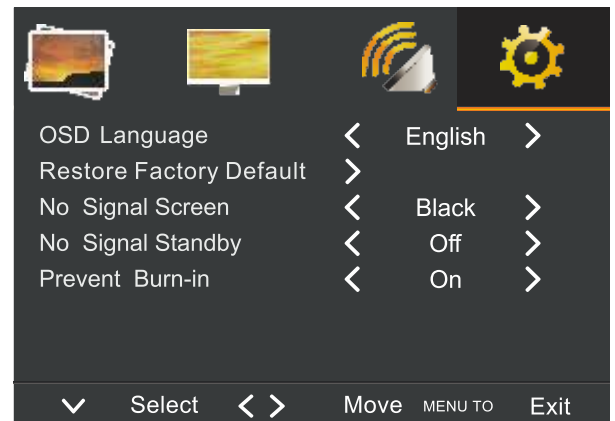 OSD Language English
Restore Factory Default
No Signal Screen Black
No Signal Standby Off
Prevent Burn-in On
Select Move MENU TO Exit